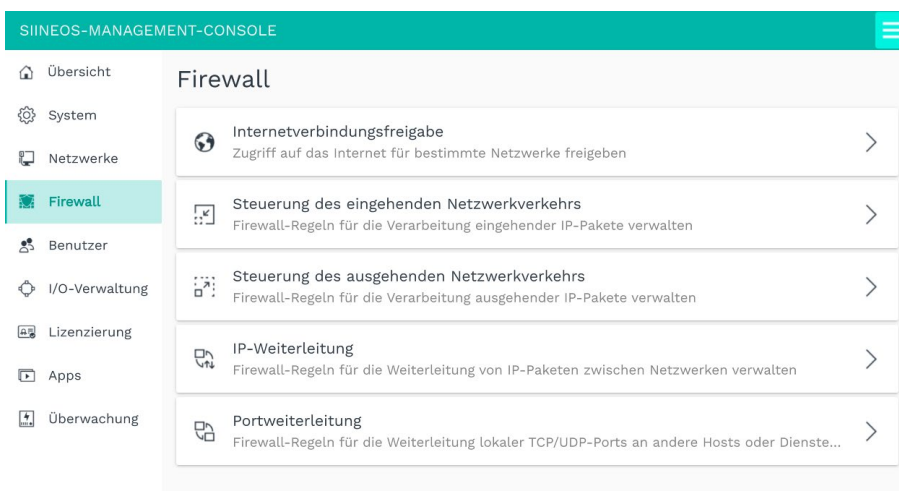 SIINEOS-MANAGEMENT-CONSOLE
Übersicht
System
Netzwerke
Firewall
Benutzer
I/O-Verwaltung
Lizenzierung
Apps
Überwachung
Firewall
Internetverbindungsfreigabe
Zugriff auf das Internet für bestimmte Netzwerke freigeben
Steuerung des eingehenden Netzwerkverkehrs
Firewall-Regeln für die Verarbeitung eingehender IP-Pakete verwalten
Steuerung des ausgehenden Netzwerkverkehrs
Firewall-Regeln für die Verarbeitung ausgehender IP-Pakete verwalten
IP-Weiterleitung
Firewall-Regeln für die Weiterleitung von IP-Paketen zwischen Netzwerken verwalten
Portweiterleitung
Firewall-Regeln für die Weiterleitung lokaler TCP/UDP-Ports an andere Hosts oder Dienste...